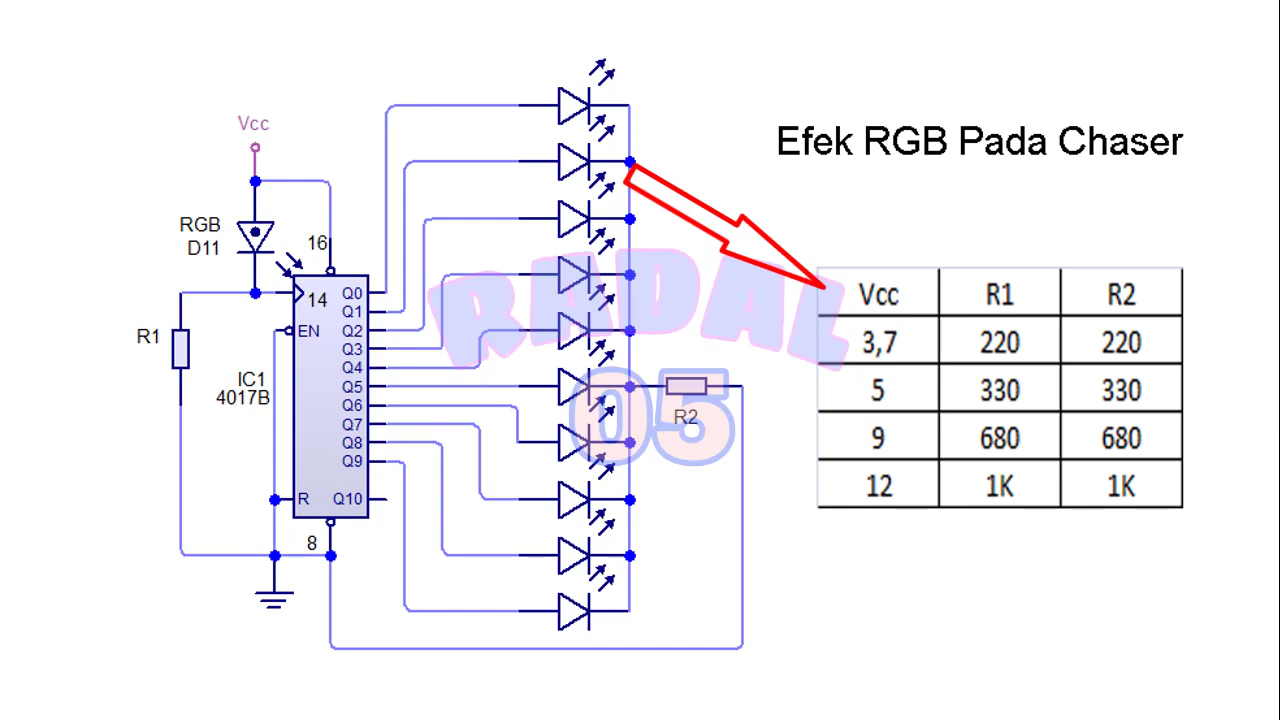 Efek RGB Pada Chaser
Vcc
RGB
D11
16
14
R1
EN
IC1
4017B
R
8
Q0
Q1
Q2
Q3
Q4
Q5
Q6
Q7
Q8
Q9
Q10
R2
RADAL
05
Vcc R1 R2
3,7 220 220
5 330 330
9 680 680
12 1K 1K